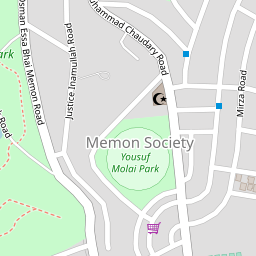 Osman Essa Bhai Memon Road
Justice Inamullah Road
uhammad Chaudary Road
Mirza Road
Road
Park
Memon Society
Yousuf
Molai Park